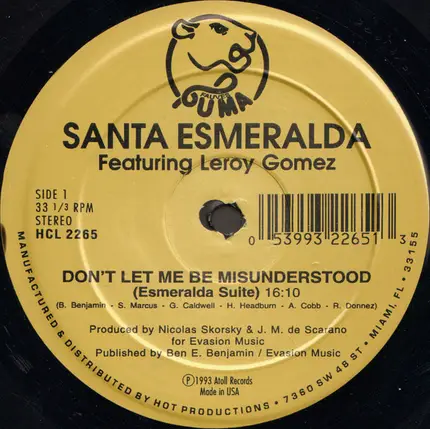 PALIN'S
PUMA
SANTA ESMERALDA
Featuring Leroy Gomez
SIDE 1
33 1/3 RPM
STEREO
HCL 2265
0 53993 22651 3
DON'T LET ME BE MISUNDERSTOOD
(Esmeralda Suite) 16:10
(B. Benjamin - S. Marcus - G. Caldwell - H. Headburn - A. Cobb - R. Donnez)
Produced by Nicolas Skorsky & J. M. de Scarano
for Evasion Music
Published by Ben E. Benjamin / Evasion Music
℗ 1993 Atoll Records
Made in USA
MANUFACTURED & DISTRIBUTED BY HOT PRODUCTIONS • 7360 SW 48 ST • MIAMI, FL • 33155